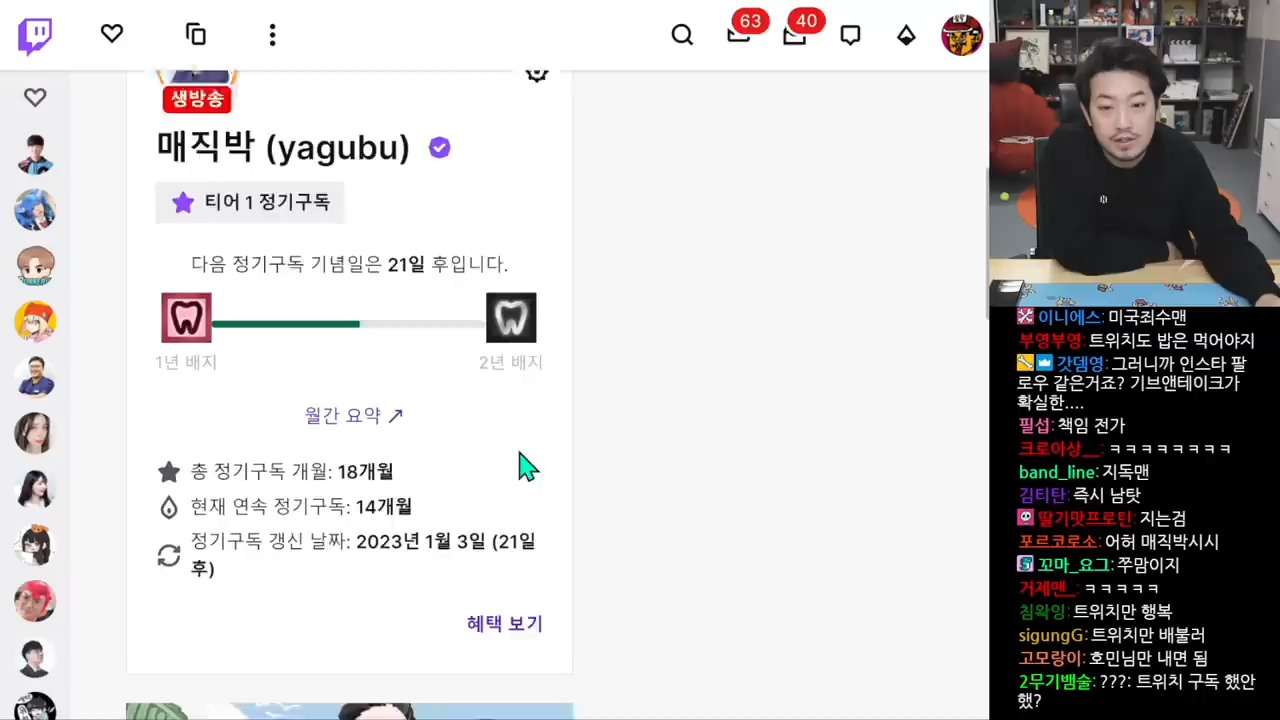 63
40
생방송
매직박 (yagubu)
티어 1 정기구독
다음 정기구독 기념일은 21일 후입니다.
1년 배지
2년 배지
월간 요약 ↗
총 정기구독 개월: 18개월
현재 연속 정기구독: 14개월
정기구독 갱신 날짜: 2023년 1월 3일 (21일
후)
혜택 보기
이니에스: 미국죄수맨
부영부영: 트위치도 밥은 먹어야지
갓뎀영: 그러니까 인스타 팔
로우 같은거죠? 기브앤테이크가
확실한....
필섭: 책임 전가
크로아상__: ㅋㅋㅋㅋㅋㅋㅋㅋ
band_line: 지독맨
김티탄: 즉시 남탓
딸기맛프로틴: 지는검
포르코로소: 어허 매직박시시
꼬마_요그: 쭈맘이지
거제맨_: ㅋㅋㅋㅋㅋ
침왁잉: 트위치만 행복
sigungG: 트위치만 배불러
고모랑이: 호민님만 내면 됨
2무기뱀술: ???: 트위치 구독 했안
했?